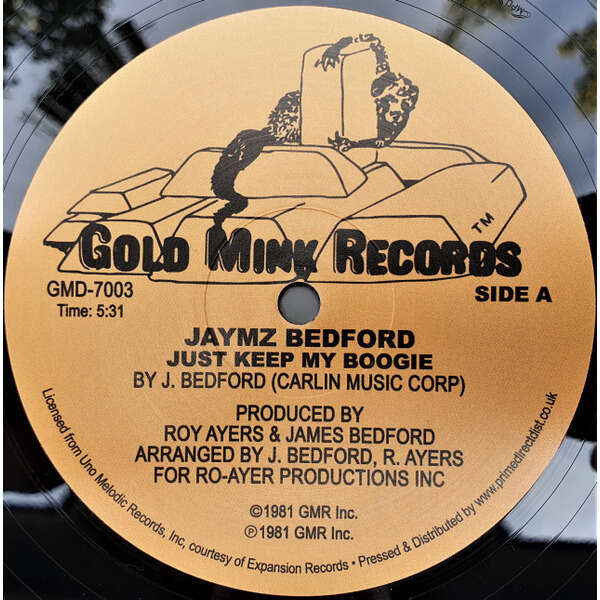 GOLD MINK RECORDS
TM
GMD-7003
SIDE A
Time: 5:31
JAYMZ BEDFORD
JUST KEEP MY BOOGIE
BY J. BEDFORD (CARLIN MUSIC CORP)
PRODUCED BY
ROY AYERS & JAMES BEDFORD
ARRANGED BY J. BEDFORD, R. AYERS
FOR RO-AYER PRODUCTIONS INC
©1981 GMR Inc.
℗1981 GMR Inc.
Licensed from Uno Melodic Records, Inc, courtesy of Expansion Records • Pressed & Distributed by www.primedirectdist.co.uk